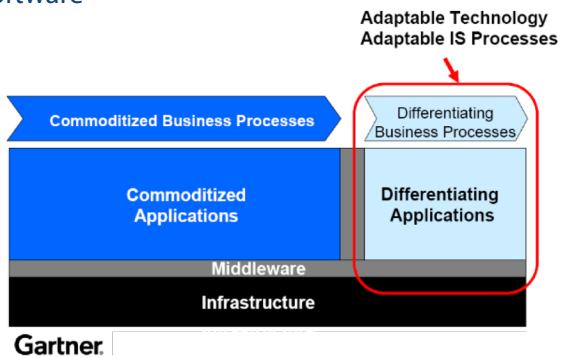 Adaptable Technology
Adaptable IS Processes
Commoditized Business Processes
Differentiating
Business Processes
Commoditized
Applications
Differentiating
Applications
Middleware
Infrastructure
Gartner.